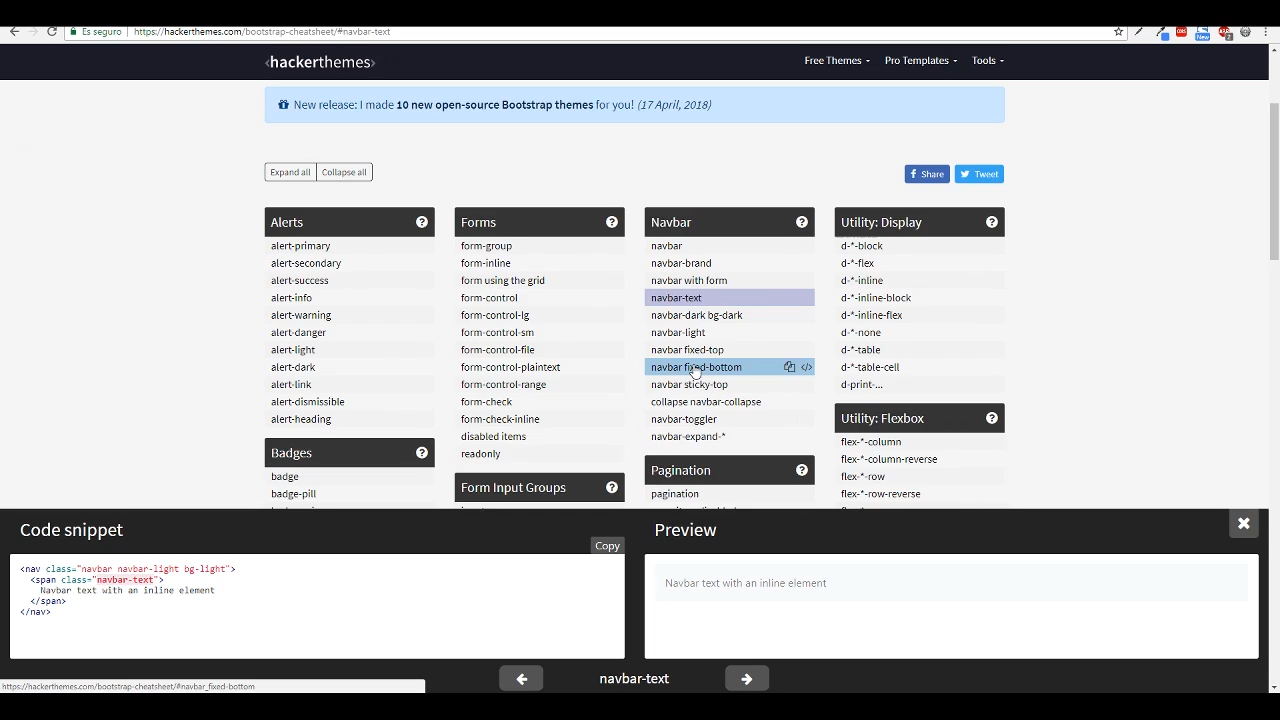 Es seguro
https://hackerthemes.com/bootstrap-cheatsheet/#navbar-text
New
2
<hackerthemes>
Free Themes
Pro Templates
Tools
New release: I made 10 new open-source Bootstrap themes for you! (17 April, 2018)
Expand all
Collapse all
Share
Tweet
Alerts
alert-primary
alert-secondary
alert-success
alert-info
alert-warning
alert-danger
alert-light
alert-dark
alert-link
alert-dismissible
alert-heading
Badges
badge
badge-pill
Forms
form-group
form-inline
form using the grid
form-control
form-control-lg
form-control-sm
form-control-file
form-control-plaintext
form-control-range
form-check
form-check-inline
disabled items
readonly
Form Input Groups
Navbar
navbar
navbar-brand
navbar with form
navbar-text
navbar-dark bg-dark
navbar-light
navbar fixed-top
navbar fixed-bottom
</>
navbar sticky-top
collapse navbar-collapse
navbar-toggler
navbar-expand-*
Pagination
pagination
Utility: Display
d-*-block
d-*-flex
d-*-inline
d-*-inline-block
d-*-inline-flex
d-*-none
d-*-table
d-*-table-cell
d-print-...
Utility: Flexbox
flex-*-column
flex-*-column-reverse
flex-*-row
flex-*-row-reverse
Code snippet
Copy
<nav class="navbar navbar-light bg-light">
<span class="navbar-text">
Navbar text with an inline element
</span>
</nav>
Preview
Navbar text with an inline element
navbar-text
https://hackerthemes.com/bootstrap-cheatsheet/#navbar_fixed-bottom